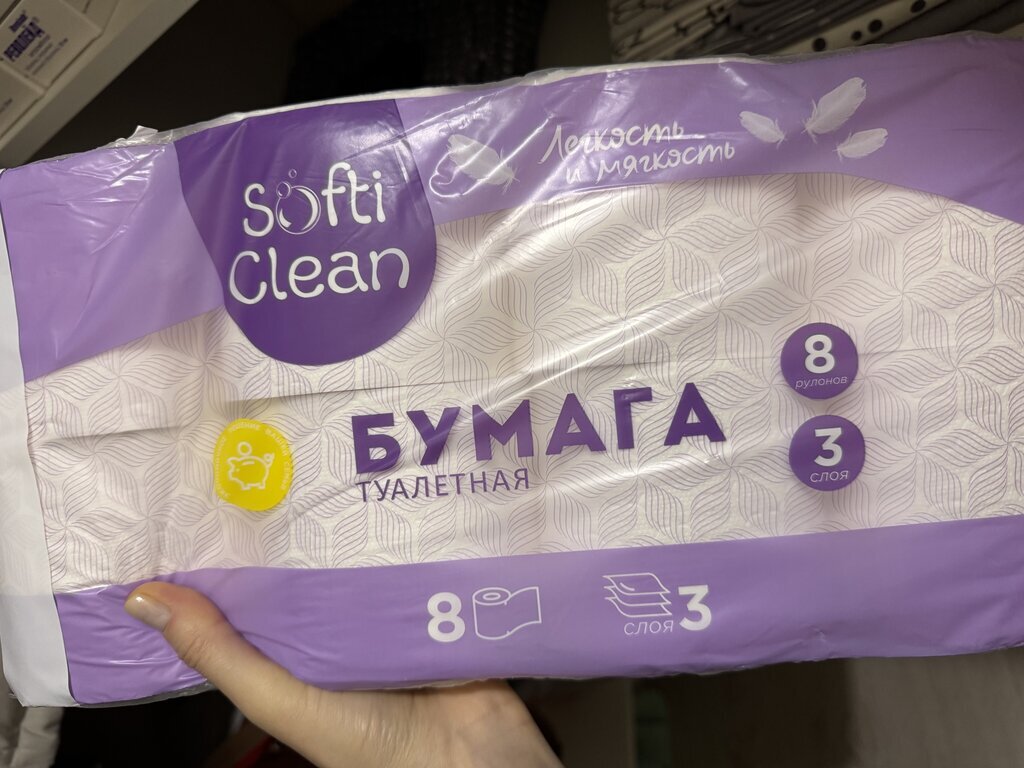 Softi
Clean
Легкость
и мягкость
8
рулонов
3
слоя
БУМАГА
ТУАЛЕТНАЯ
8
3
слоя